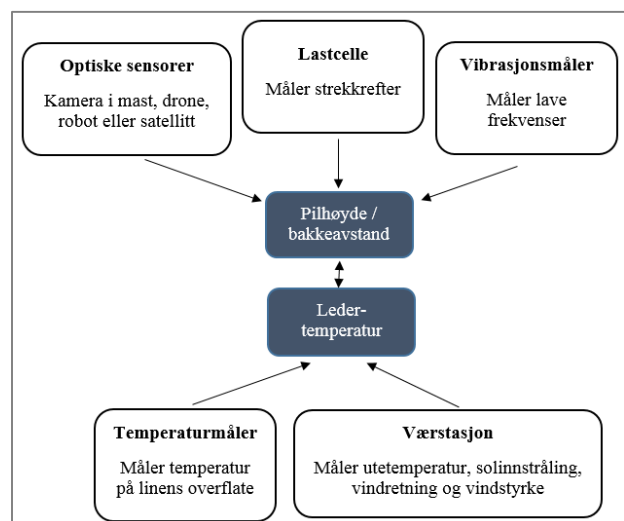 Optiske sensorer
Kamera i mast, drone,
robot eller satellitt
Lastcelle
Måler strekkrefter
Vibrasjonsmåler
Måler lave
frekvenser
Pilhøyde /
bakkeavstand
Leder-
temperatur
Temperaturmåler
Måler temperatur
på linens overflate
Værstasjon
Måler utetemperatur, solinnstråling,
vindretning og vindstyrke